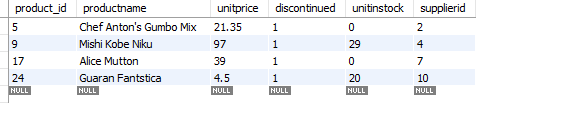 product_id productname unitprice discontinued unitinstock supplierid
5 Chef Anton's Gumbo Mix 21.35 1 0 2
9 Mishi Kobe Niku 97 1 29 4
17 Alice Mutton 39 1 0 7
24 Guaran Fantstica 4.5 1 20 10
NULL NULL NULL NULL NULL NULL